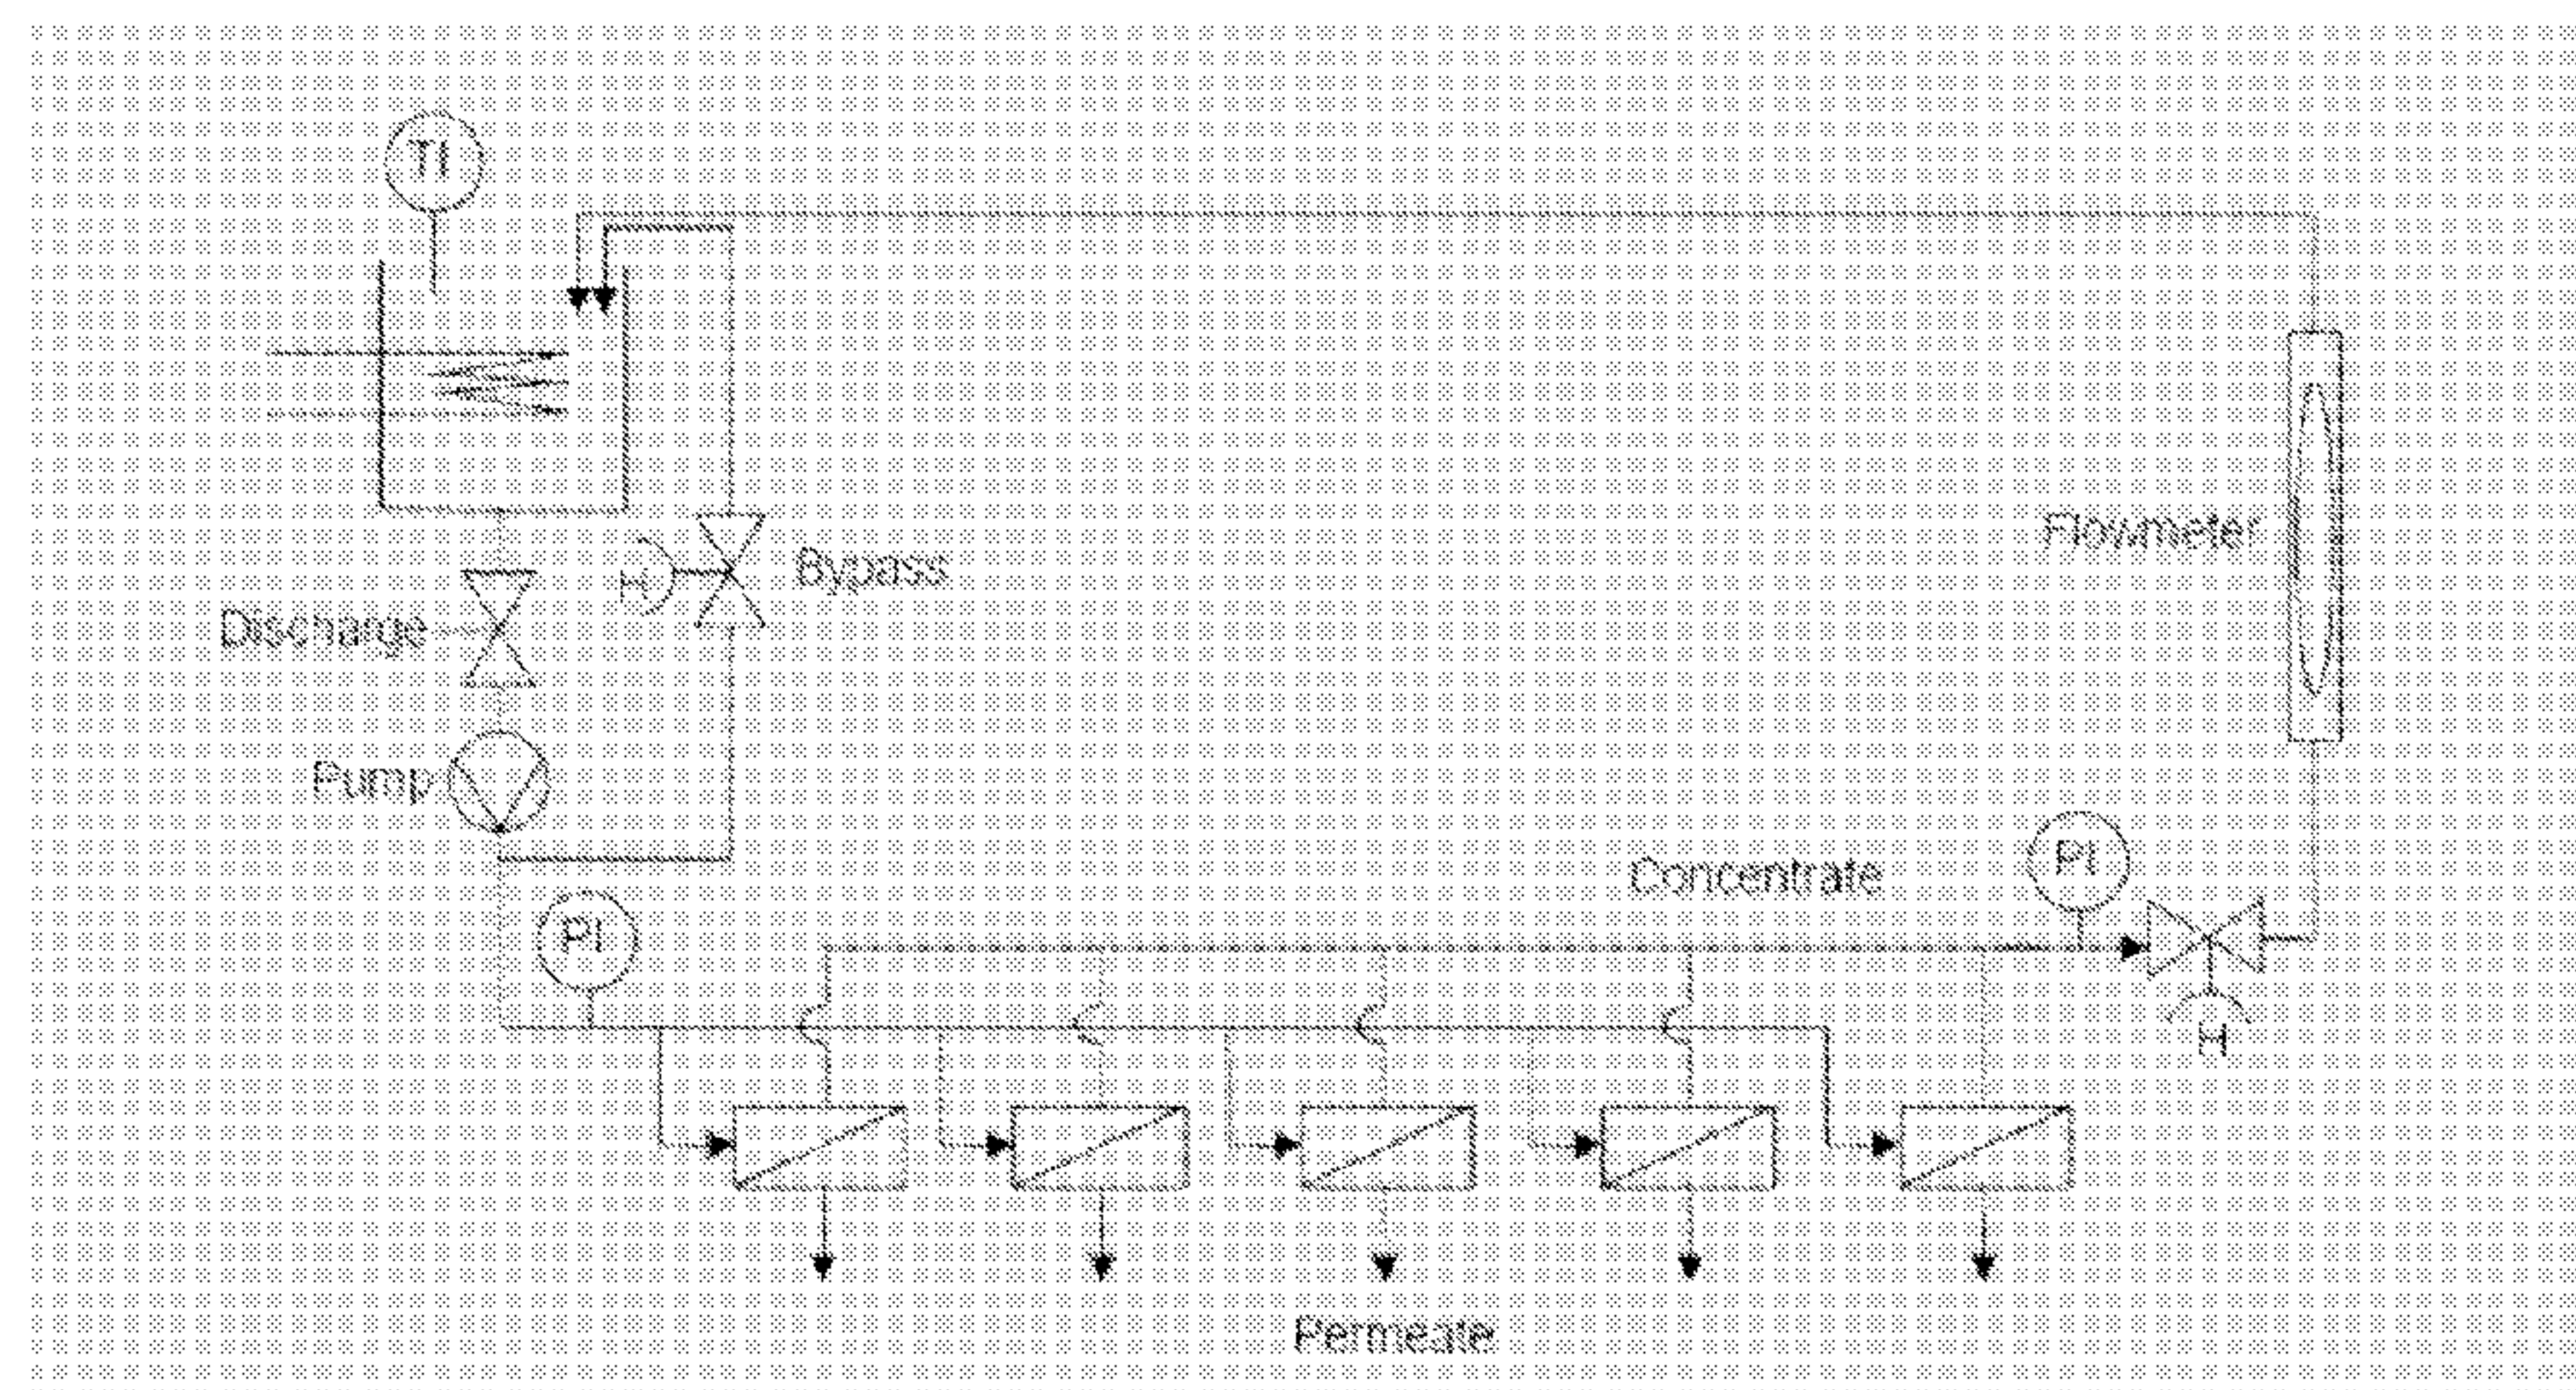 TI
Bypass
H
Flowmeter
Discharge
Pump
Concentrate
PI
PI
H
Permeate